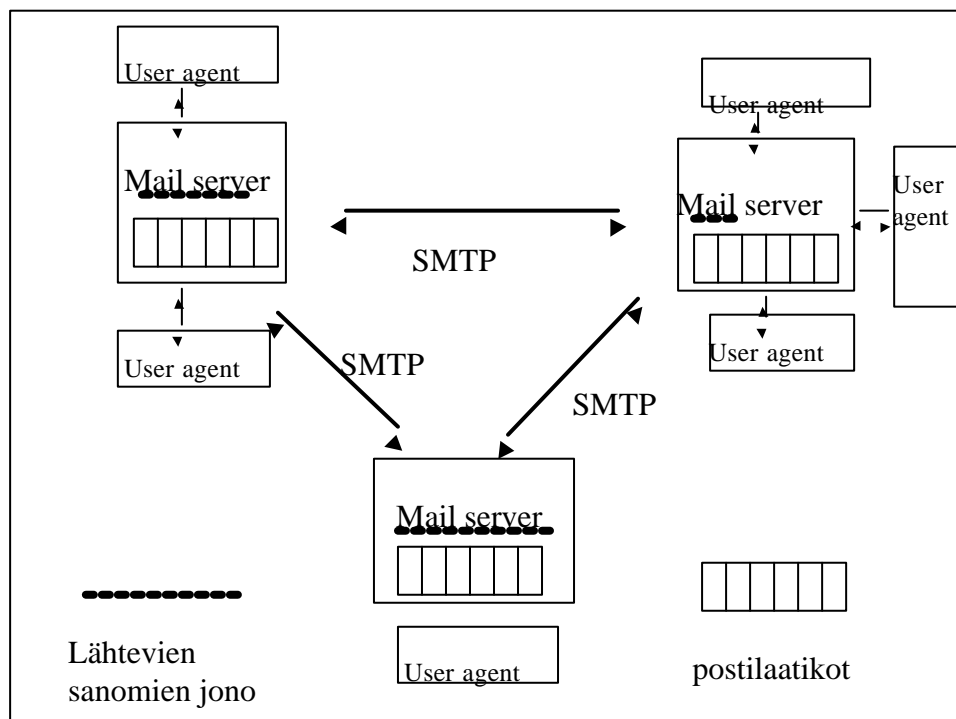 User agent
User agent
Mail server
Mail server
User
agent
SMTP
User agent
User agent
SMTP
SMTP
Mail server
Lähtevien
sanomien jono
User agent
postilaatikot